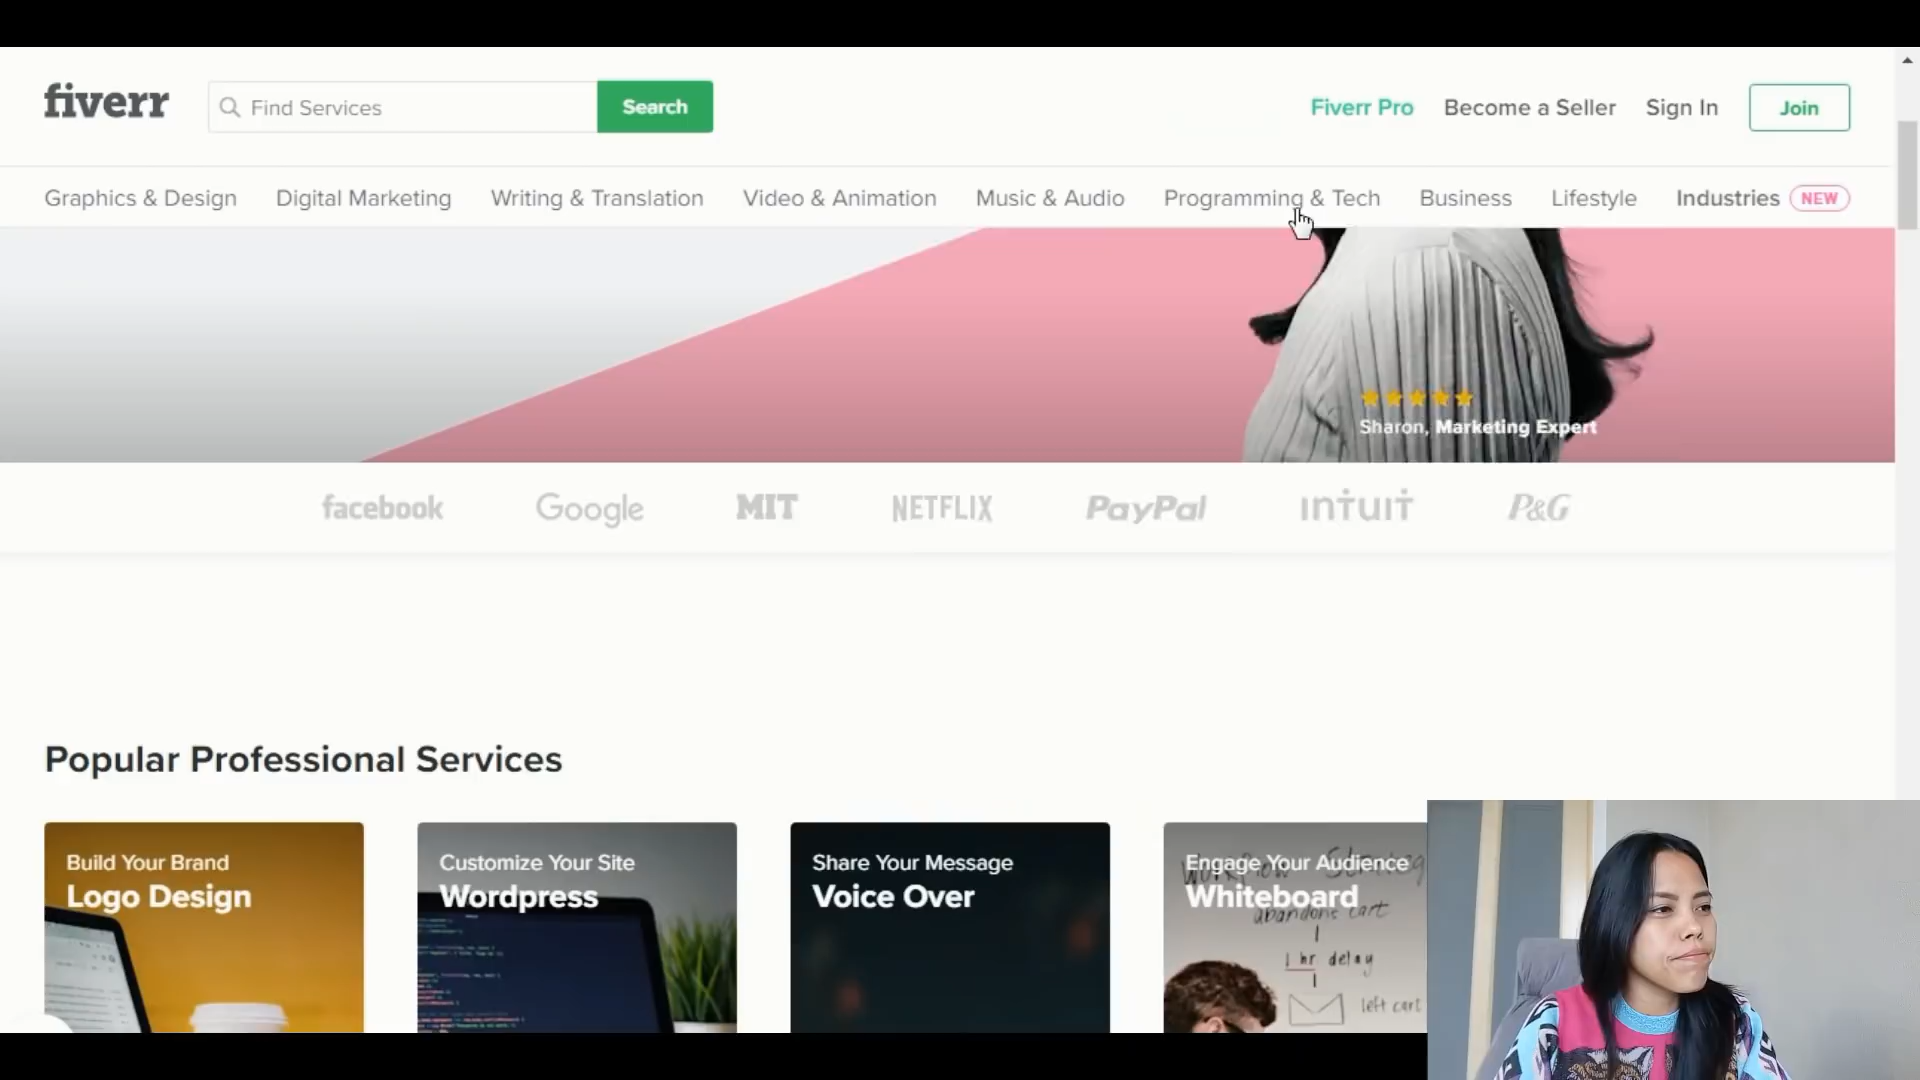 fiverr
Find Services
Search
Fiverr Pro
Become a Seller
Sign In
Join
Graphics & Design
Digital Marketing
Writing & Translation
Video & Animation
Music & Audio
Programming & Tech
Business
Lifestyle
Industries NEW
Sharon, Marketing Expert
facebook
Google
MIT
NETFLIX
PayPal
intuit
P&G
Popular Professional Services
Build Your Brand
Logo Design
Customize Your Site
Wordpress
Share Your Message
Voice Over
Engage Your Audience
Whiteboard
abandons cart
1 hr delay
left cart